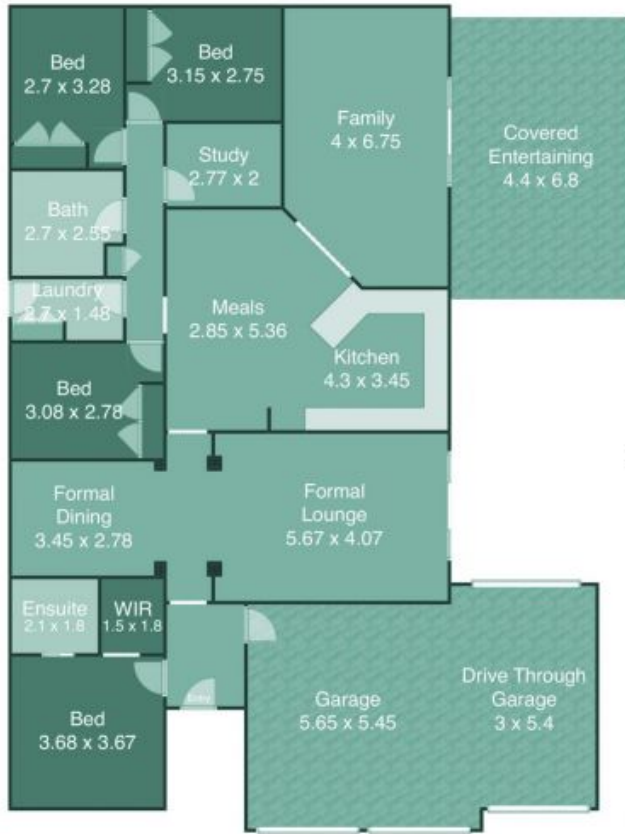 Bed
2.7 x 3.28
Bed
3.15 x 2.75
Family
4 x 6.75
Covered
Entertaining
4.4 x 6.8
Study
2.77 x 2
Bath
2.7 x 2.55
Laundry
2.7 x 1.48
Meals
2.85 x 5.36
Kitchen
4.3 x 3.45
Bed
3.08 x 2.78
Formal
Dining
3.45 x 2.78
Formal
Lounge
5.67 x 4.07
Ensuite
2.1 x 1.8
WIR
1.5 x 1.8
Entry
Bed
3.68 x 3.67
Garage
5.65 x 5.45
Drive Through
Garage
3 x 5.4